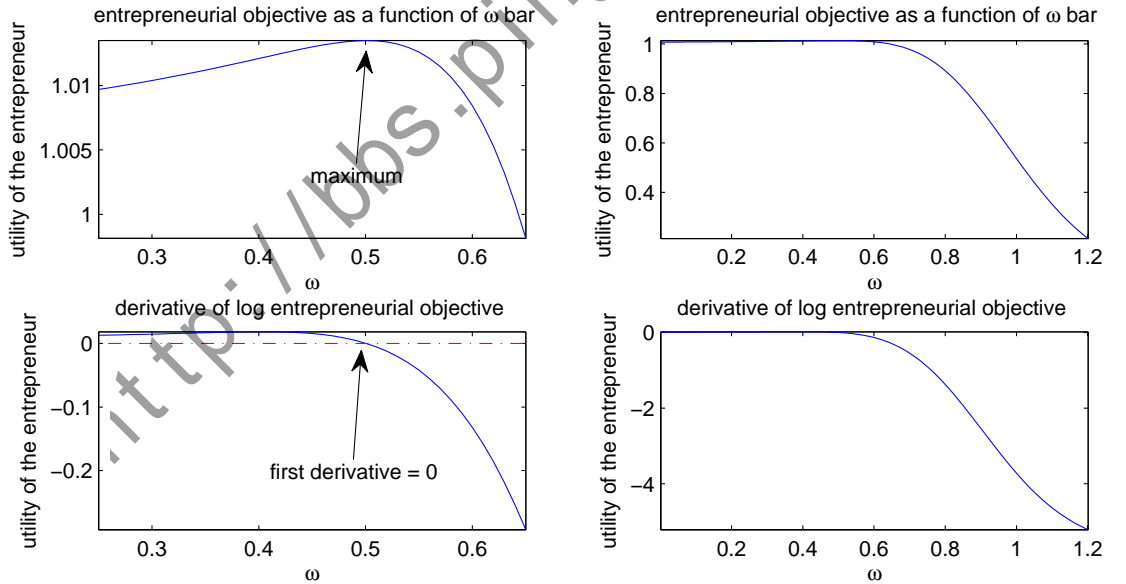 entrepreneurial objective as a function of ω bar
utility of the entrepreneur
1.01
1.005
1
maximum
0.3
0.4
0.5
0.6
ω
entrepreneurial objective as a function of ω bar
utility of the entrepreneur
1
0.8
0.6
0.4
0.2
0.4
0.6
0.8
1
1.2
ω
derivative of log entrepreneurial objective
utility of the entrepreneur
0
−0.1
−0.2
first derivative = 0
0.3
0.4
0.5
0.6
ω
derivative of log entrepreneurial objective
utility of the entrepreneur
0
−2
−4
0.2
0.4
0.6
0.8
1
1.2
ω
http://bbs.pin